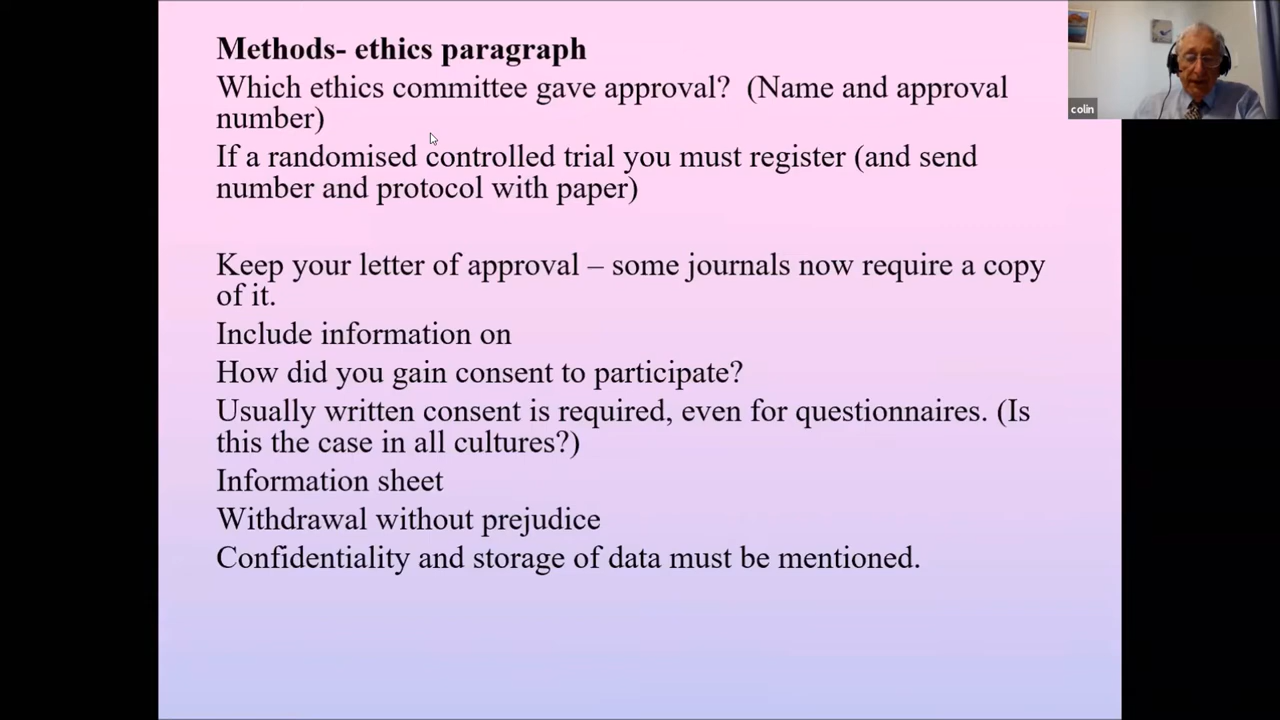 Methods- ethics paragraph
Which ethics committee gave approval?  (Name and approval
number)
If a randomised controlled trial you must register (and send
number and protocol with paper)
Keep your letter of approval – some journals now require a copy
of it.
Include information on
How did you gain consent to participate?
Usually written consent is required, even for questionnaires. (Is
this the case in all cultures?)
Information sheet
Withdrawal without prejudice
Confidentiality and storage of data must be mentioned.
colin